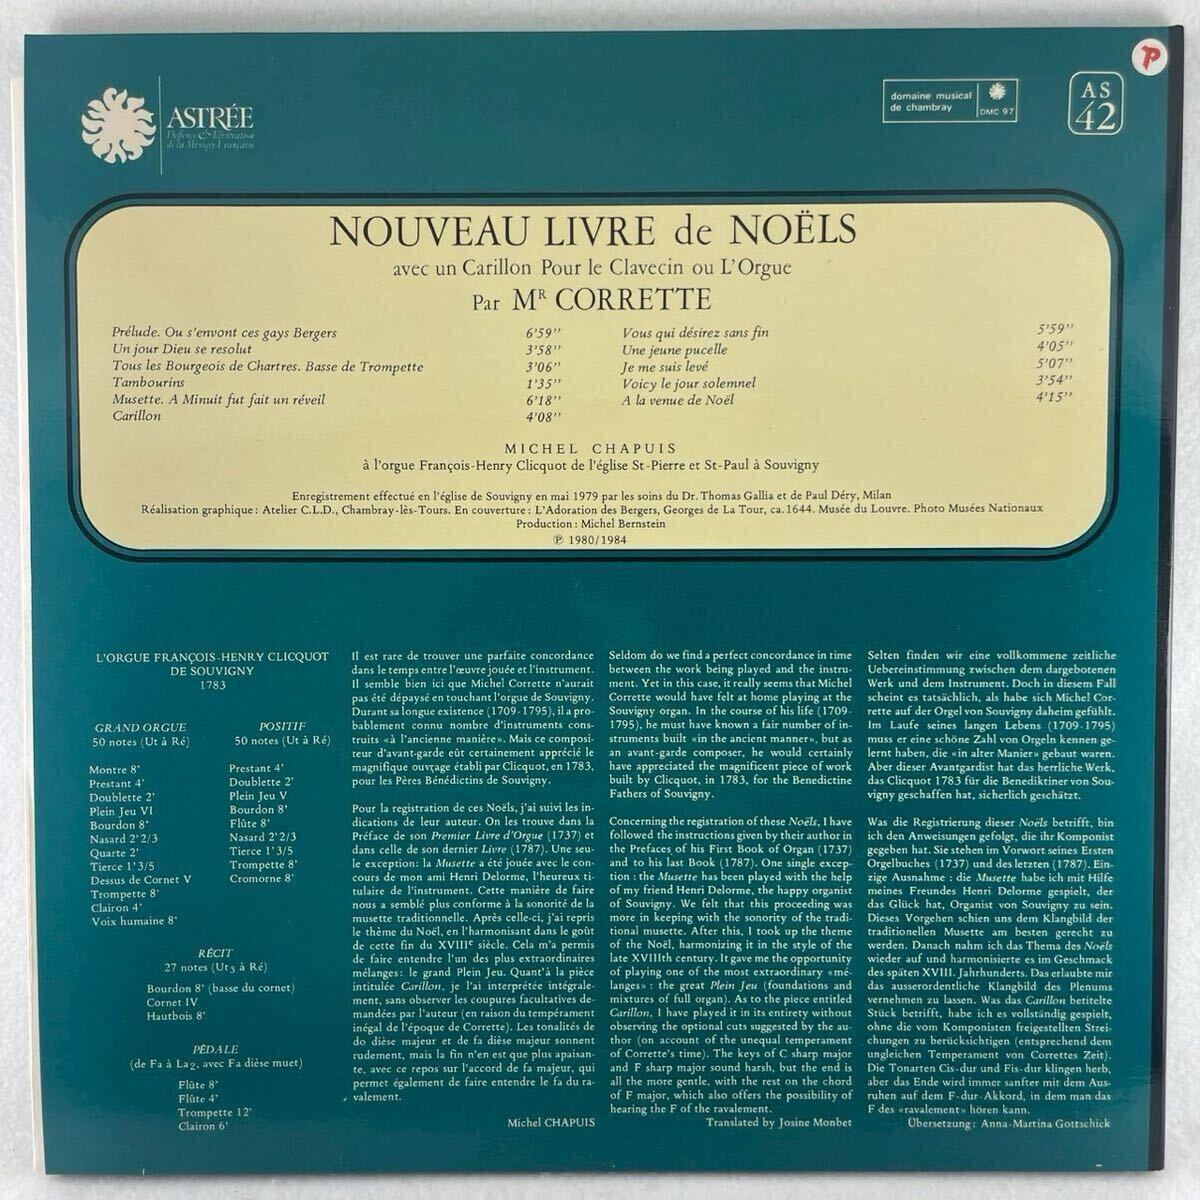 ASTRÉE
Deffence & Illustration
de la Musique Française
domaine musical
de chambray
DMC 97
AS
42
P
NOUVEAU LIVRE de NOËLS
avec un Carillon Pour le Clavecin ou L'Orgue
Par Mᴿ CORRETTE
Prélude. Ou s'envont ces gays Bergers 6'59''
Un jour Dieu se resolut 3'58''
Tous les Bourgeois de Chartres. Basse de Trompette 3'06''
Tambourins 1'35''
Musette. A Minuit fut fait un réveil 6'18''
Carillon 4'08''
Vous qui désirez sans fin 5'59''
Une jeune pucelle 4'05''
Je me suis levé 5'07''
Voicy le jour solemnel 3'54''
A la venue de Noël 4'15''
MICHEL CHAPUIS
à l'orgue François-Henry Clicquot de l'église St-Pierre et St-Paul à Souvigny
Enregistrement effectué en l'église de Souvigny en mai 1979 par les soins du Dr. Thomas Gallia et de Paul Déry, Milan
Réalisation graphique : Atelier C.L.D., Chambray-lès-Tours. En couverture : L'Adoration des Bergers, Georges de La Tour, ca. 1644. Musée du Louvre. Photo Musées Nationaux
Production : Michel Bernstein
℗ 1980/1984
L'ORGUE FRANÇOIS-HENRY CLICQUOT
DE SOUVIGNY
1783
GRAND ORGUE
50 notes (Ut à Ré)
Montre 8'
Prestant 4'
Doublette 2'
Plein Jeu VI
Bourdon 8'
Nasard 2'2/3
Quarte 2'
Tierce 1'3/5
Dessus de Cornet V
Trompette 8'
Clairon 4'
Voix humaine 8'
POSITIF
50 notes (Ut à Ré)
Prestant 4'
Doublette 2'
Plein Jeu V
Bourdon 8'
Flûte 8'
Nasard 2'2/3
Tierce 1'3/5
Trompette 8'
Cromorne 8'
RÉCIT
27 notes (Ut₃ à Ré)
Bourdon 8' (basse du cornet)
Cornet IV
Hautbois 8'
PÉDALE
(de Fa à La₂, avec Fa dièse muet)
Flûte 8'
Flûte 4'
Trompette 12'
Clairon 6'
Il est rare de trouver une parfaite concordance
dans le temps entre l'œuvre jouée et l'instrument.
Il semble bien ici que Michel Corrette n'aurait
pas été dépaysé en touchant l'orgue de Souvigny.
Durant sa longue existence (1709-1795), il a pro-
bablement connu nombre d'instruments cons-
truits «à l'ancienne manière». Mais ce composi-
teur d'avant-garde eût certainement apprécié le
magnifique ouvrage établi par Clicquot, en 1783,
pour les Pères Bénédictins de Souvigny.
Pour la registration de ces Noëls, j'ai suivi les in-
dications de leur auteur. On les trouve dans la
Préface de son Premier Livre d'Orgue (1737) et
dans celle de son dernier Livre (1787). Une seu-
le exception: la Musette a été jouée avec le con-
cours de mon ami Henri Delorme, l'heureux ti-
tulaire de l'instrument. Cette manière de faire
nous a semblé plus conforme à la sonorité de la
musette traditionnelle. Après celle-ci, j'ai repris
le thème du Noël, en l'harmonisant dans le goût
de cette fin du XVIIIᵉ siècle. Cela m'a permis
de faire entendre l'un des plus extraordinaires
mélanges: le grand Plein Jeu. Quant'à la pièce
intitulée Carillon, je l'ai interprétée intégrale-
ment, sans observer les coupures facultatives de-
mandées par l'auteur (en raison du tempérament
inégal de l'époque de Corrette). Les tonalités de
do dièse majeur et de fa dièse majeur sonnent
rudement, mais la fin n'en est que plus apaisan-
te, avec ce repos sur l'accord de fa majeur, qui
permet également de faire entendre le fa du ra-
valement.
Michel CHAPUIS
Seldom do we find a perfect concordance in time
between the work being played and the instru-
ment. Yet in this case, it really seems that Michel
Corrette would have felt at home playing at the
Souvigny organ. In the course of his life (1709-
1795), he must have known a fair number of in-
struments built «in the ancient manner», but as
an avant-garde composer, he would certainly
have appreciated the magnificent piece of work
built by Clicquot, in 1783, for the Benedictine
Fathers of Souvigny.
Concerning the registration of these Noëls, I have
followed the instructions given by their author in
the Prefaces of his First Book of Organ (1737)
and to his last Book (1787). One single excep-
tion : the Musette has been played with the help
of my friend Henri Delorme, the happy organist
of Souvigny. We felt that this proceeding was
more in keeping with the sonority of the tradi-
tional musette. After this, I took up the theme
of the Noël, harmonizing it in the style of the
late XVIIIth century. It gave me the opportunity
of playing one of the most extraordinary «mé-
langes» : the great Plein Jeu (foundations and
mixtures of full organ). As to the piece entitled
Carillon, I have played it in its entirety without
observing the optional cuts suggested by the au-
thor (on account of the unequal temperament
of Corrette's time). The keys of C sharp major
and F sharp major sound harsh, but the end is
all the more gentle, with the rest on the chord
of F major, which also offers the possibility of
hearing the F of the ravalement.
Translated by Josine Monbet
Selten finden wir eine vollkommene zeitliche
Uebereinstimmung zwischen dem dargebotenen
Werk und dem Instrument. Doch in diesem Fall
scheint es tatsächlich, als habe sich Michel Cor-
rette auf der Orgel von Souvigny daheim gefühlt.
Im Laufe seines langen Lebens (1709-1795)
muss er eine schöne Zahl von Orgeln kennen ge-
lernt haben, die «in alter Manier» gebaut waren.
Aber dieser Avantgardist hat das herrliche Werk,
das Clicquot 1783 für die Benediktiner von Sou-
vigny geschaffen hat, sicherlich geschätzt.
Was die Registrierung dieser Noëls betrifft, bin
ich den Anweisungen gefolgt, die ihr Komponist
gegeben hat. Sie stehen im Vorwort seines Ersten
Orgelbuches (1737) und des letzten (1787). Ein-
zige Ausnahme : die Musette habe ich mit Hilfe
meines Freundes Henri Delorme gespielt, der
das Glück hat, Organist von Souvigny zu sein.
Dieses Vorgehen schien uns dem Klangbild der
traditionellen Musette am besten gerecht zu
werden. Danach nahm ich das Thema des Noëls
wieder auf und harmonisierte es im Geschmack
des späten XVIII. Jahrhunderts. Das erlaubte mir
das ausserordentliche Klangbild des Plenums
vernehmen zu lassen. Was das Carillon betitelte
Stück betrifft, habe ich es vollständig gespielt,
ohne die vom Komponisten freigestellten Strei-
chungen zu berücksichtigen (entsprechend dem
ungleichen Temperament von Correttes Zeit).
Die Tonarten Cis-dur und Fis-dur klingen herb,
aber das Ende wird immer sanfter mit dem Aus-
ruhen auf dem F-dur-Akkord, in dem man das
F des «ravalement» hören kann.
Übersetzung : Anna-Martina Gottschick